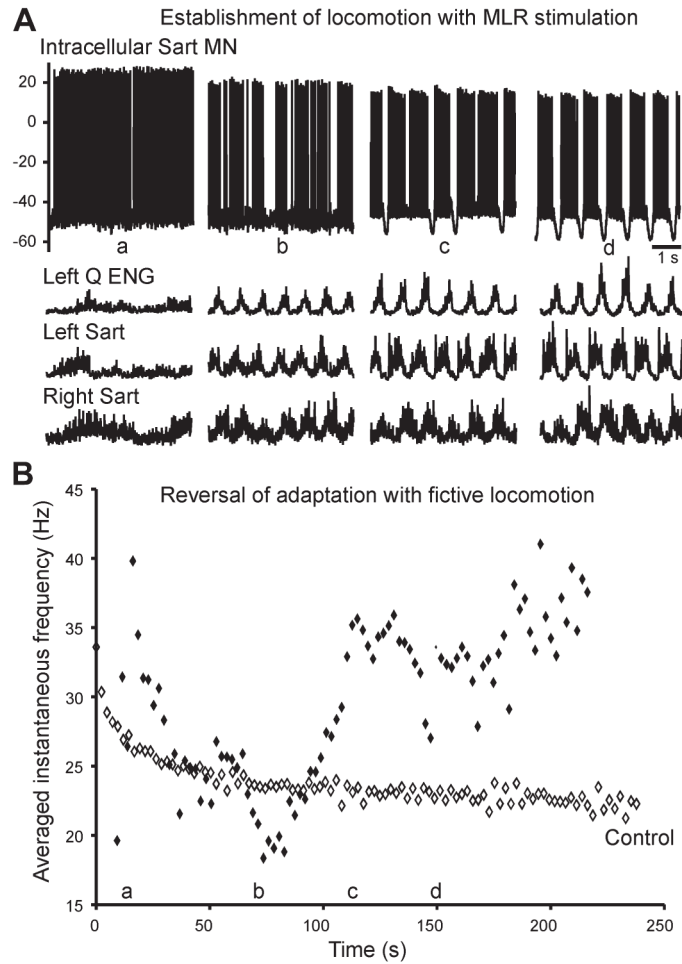 A
Establishment of locomotion with MLR stimulation
Intracellular Sart MN
20
0
-20
-40
-60
a
b
c
d
1 s
Left Q ENG
Left Sart
Right Sart
B
Reversal of adaptation with fictive locomotion
Averaged instantaneous frequency (Hz)
45
40
35
30
25
20
15
Control
a
b
c
d
0
50
100
150
200
250
Time (s)